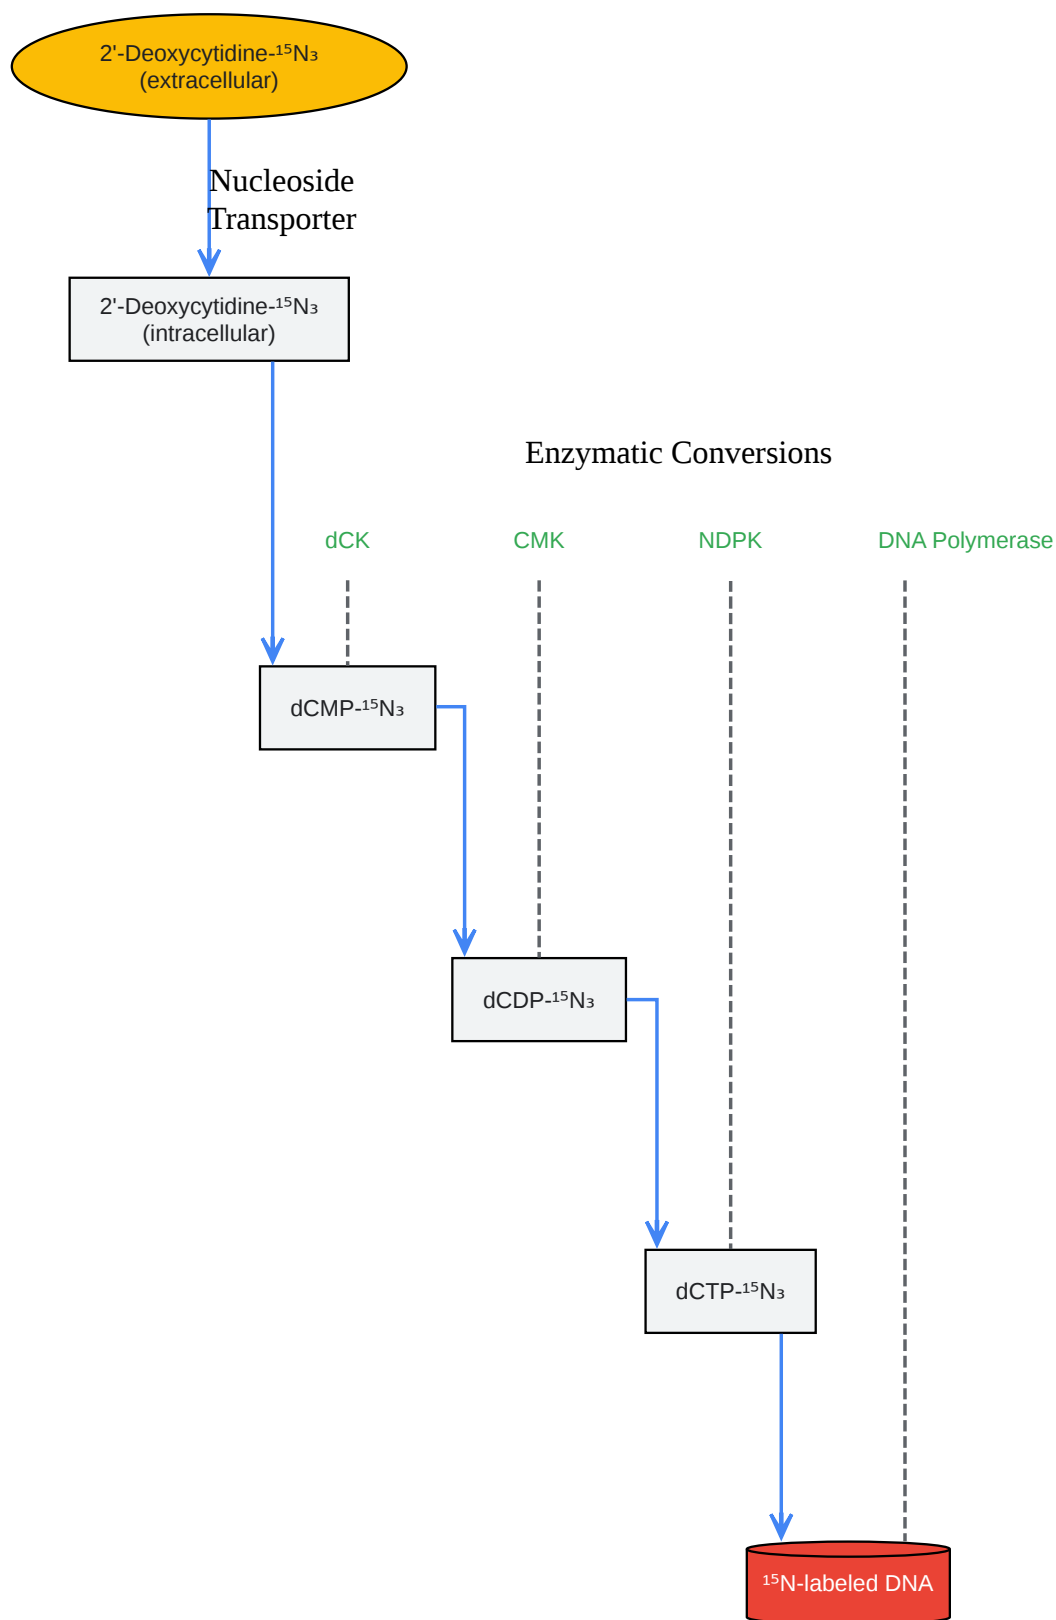 2'-Deoxycytidine-¹⁵N₃
(extracellular)
Nucleoside
Transporter
2'-Deoxycytidine-¹⁵N₃
(intracellular)
Enzymatic Conversions
dCK
CMK
NDPK
DNA Polymerase
dCMP-¹⁵N₃
dCDP-¹⁵N₃
dCTP-¹⁵N₃
¹⁵N-labeled DNA